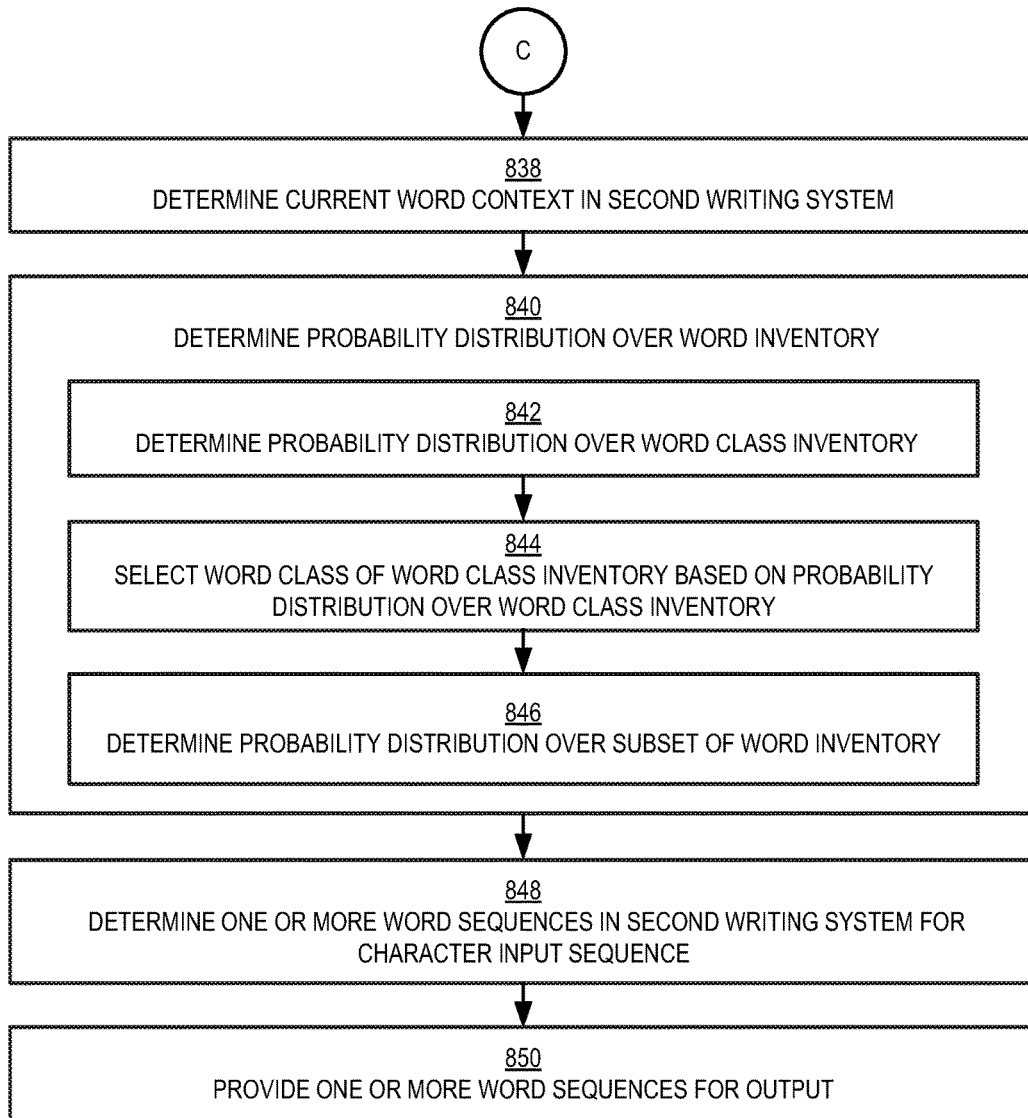 C
838
DETERMINE CURRENT WORD CONTEXT IN SECOND WRITING SYSTEM
840
DETERMINE PROBABILITY DISTRIBUTION OVER WORD INVENTORY
842
DETERMINE PROBABILITY DISTRIBUTION OVER WORD CLASS INVENTORY
844
SELECT WORD CLASS OF WORD CLASS INVENTORY BASED ON PROBABILITY
DISTRIBUTION OVER WORD CLASS INVENTORY
846
DETERMINE PROBABILITY DISTRIBUTION OVER SUBSET OF WORD INVENTORY
848
DETERMINE ONE OR MORE WORD SEQUENCES IN SECOND WRITING SYSTEM FOR
CHARACTER INPUT SEQUENCE
850
PROVIDE ONE OR MORE WORD SEQUENCES FOR OUTPUT